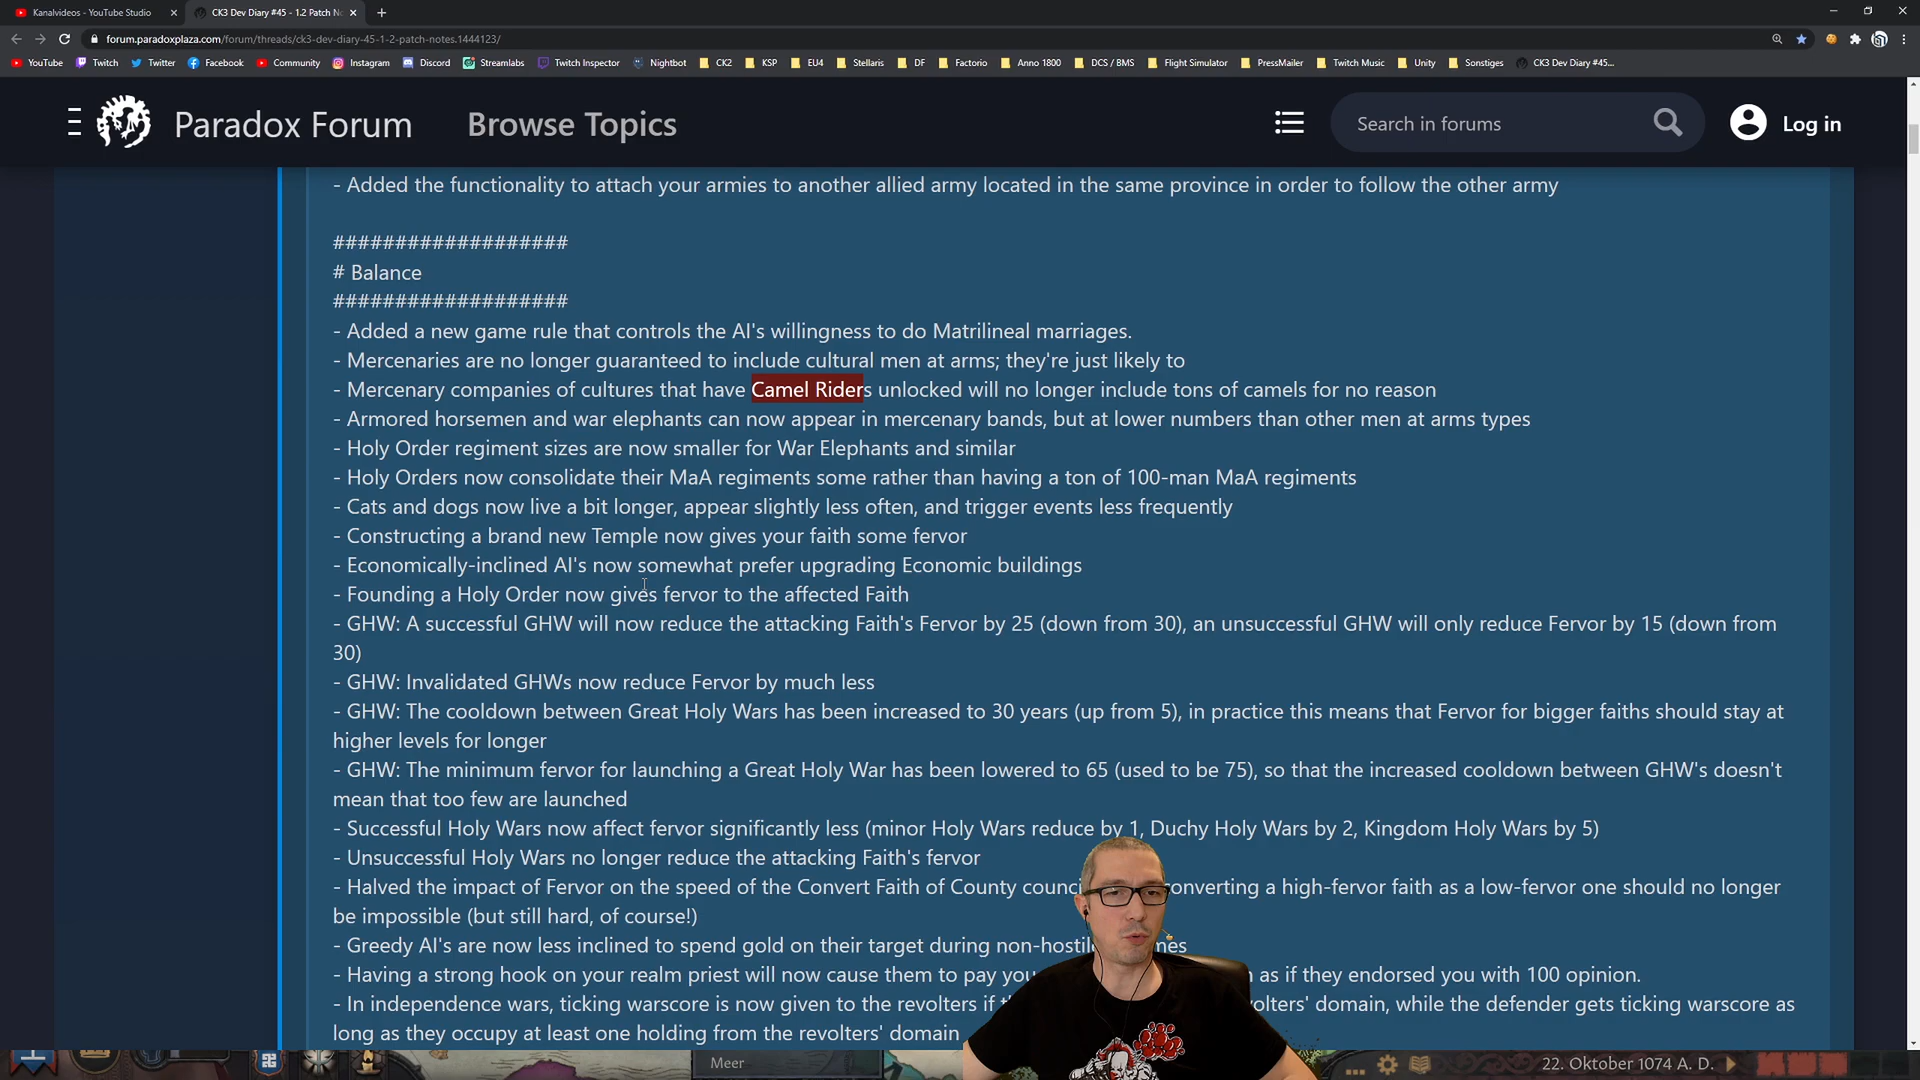 Kanalvideos - YouTube Studio
CK3 Dev Diary #45 - 1.2 Patch N
forum.paradoxplaza.com/forum/threads/ck3-dev-diary-45-1-2-patch-notes.1444123/
YouTube Twitch Twitter Facebook Community Instagram Discord Streamlabs Twitch Inspector Nightbot CK2 KSP EU4 Stellaris DF Factorio Anno 1800 DCS / BMS Flight Simulator PressMailer Twitch Music Unity Sonstiges CK3 Dev Diary #45...
Paradox Forum Browse Topics Search in forums Log in
- Added the functionality to attach your armies to another allied army located in the same province in order to follow the other army
###################
# Balance
###################
- Added a new game rule that controls the AI's willingness to do Matrilineal marriages.
- Mercenaries are no longer guaranteed to include cultural men at arms; they're just likely to
- Mercenary companies of cultures that have Camel Riders unlocked will no longer include tons of camels for no reason
- Armored horsemen and war elephants can now appear in mercenary bands, but at lower numbers than other men at arms types
- Holy Order regiment sizes are now smaller for War Elephants and similar
- Holy Orders now consolidate their MaA regiments some rather than having a ton of 100-man MaA regiments
- Cats and dogs now live a bit longer, appear slightly less often, and trigger events less frequently
- Constructing a brand new Temple now gives your faith some fervor
- Economically-inclined AI's now somewhat prefer upgrading Economic buildings
- Founding a Holy Order now gives fervor to the affected Faith
- GHW: A successful GHW will now reduce the attacking Faith's Fervor by 25 (down from 30), an unsuccessful GHW will only reduce Fervor by 15 (down from
30)
- GHW: Invalidated GHWs now reduce Fervor by much less
- GHW: The cooldown between Great Holy Wars has been increased to 30 years (up from 5), in practice this means that Fervor for bigger faiths should stay at
higher levels for longer
- GHW: The minimum fervor for launching a Great Holy War has been lowered to 65 (used to be 75), so that the increased cooldown between GHW's doesn't
mean that too few are launched
- Successful Holy Wars now affect fervor significantly less (minor Holy Wars reduce by 1, Duchy Holy Wars by 2, Kingdom Holy Wars by 5)
- Unsuccessful Holy Wars no longer reduce the attacking Faith's fervor
- Halved the impact of Fervor on the speed of the Convert Faith of County converting a high-fervor faith as a low-fervor one should no longer
be impossible (but still hard, of course!)
- Greedy AI's are now less inclined to spend gold on their target during
- Having a strong hook on your realm priest will now cause them to pay as if they endorsed you with 100 opinion.
- In independence wars, ticking warscore is now given to the revolters if domain, while the defender gets ticking warscore as
long as they occupy at least one holding from the revolters' domain
Meer
22. Oktober 1074 A. D.